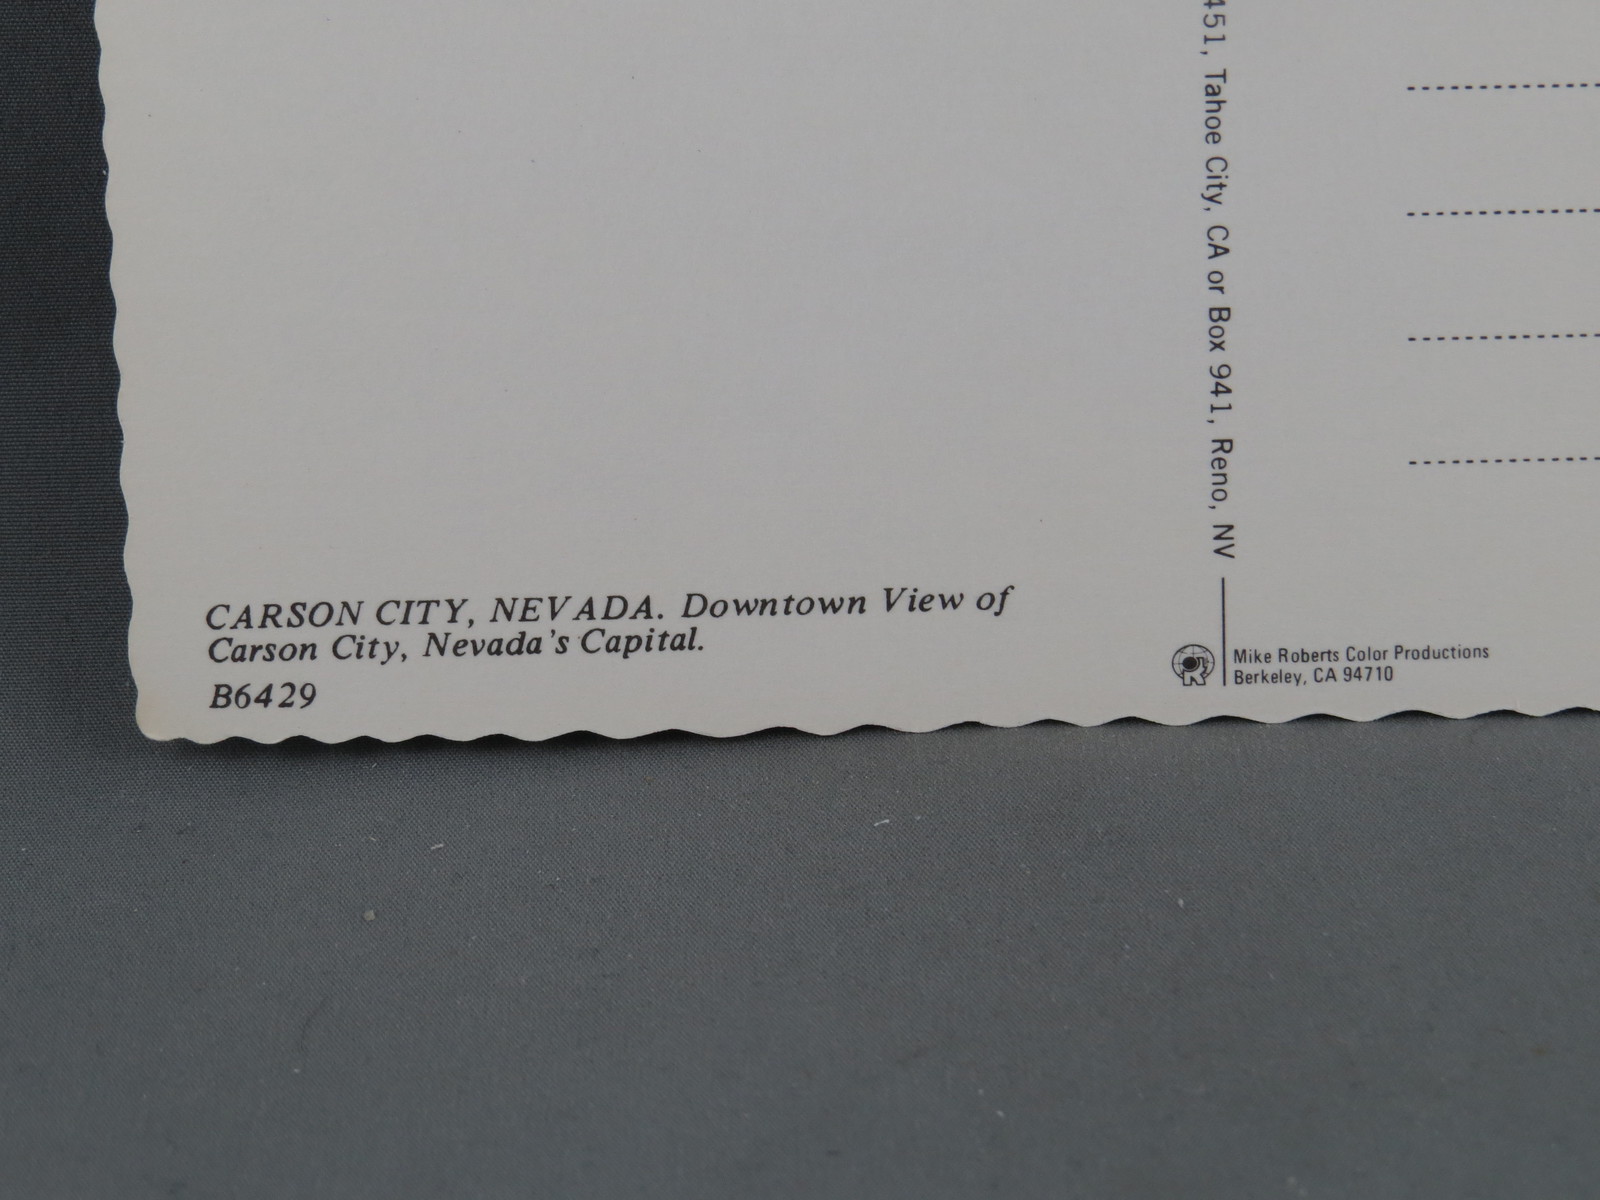 CARSON CITY, NEVADA. Downtown View of
Carson City, Nevada's Capital.
B6429
451, Tahoe City, CA or Box 941, Reno, NV
Mike Roberts Color Productions
Berkeley, CA 94710